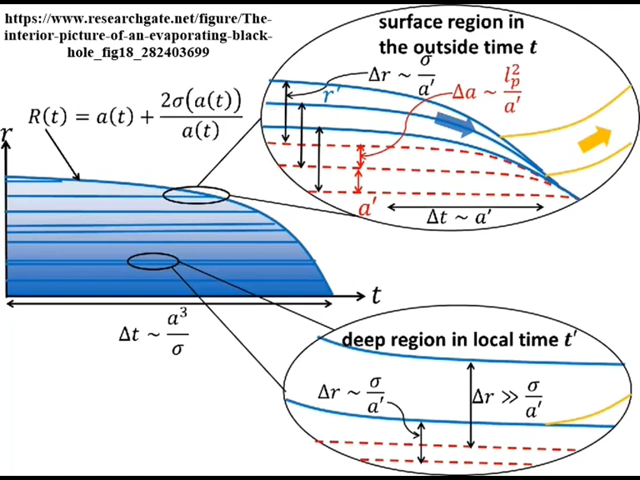 https://www.researchgate.net/figure/The-
interior-picture-of-an-evaporating-black-
hole_fig18_282403699
surface region in
the outside time t
Δr ~ σ/a′
r′
Δa ~ l_p^2/a′
R(t) = a(t) + 2σ(a(t))/a(t)
r
a′
Δt ~ a′
t
Δt ~ a³/σ
deep region in local time t′
Δr ~ σ/a′
Δr ≫ σ/a′